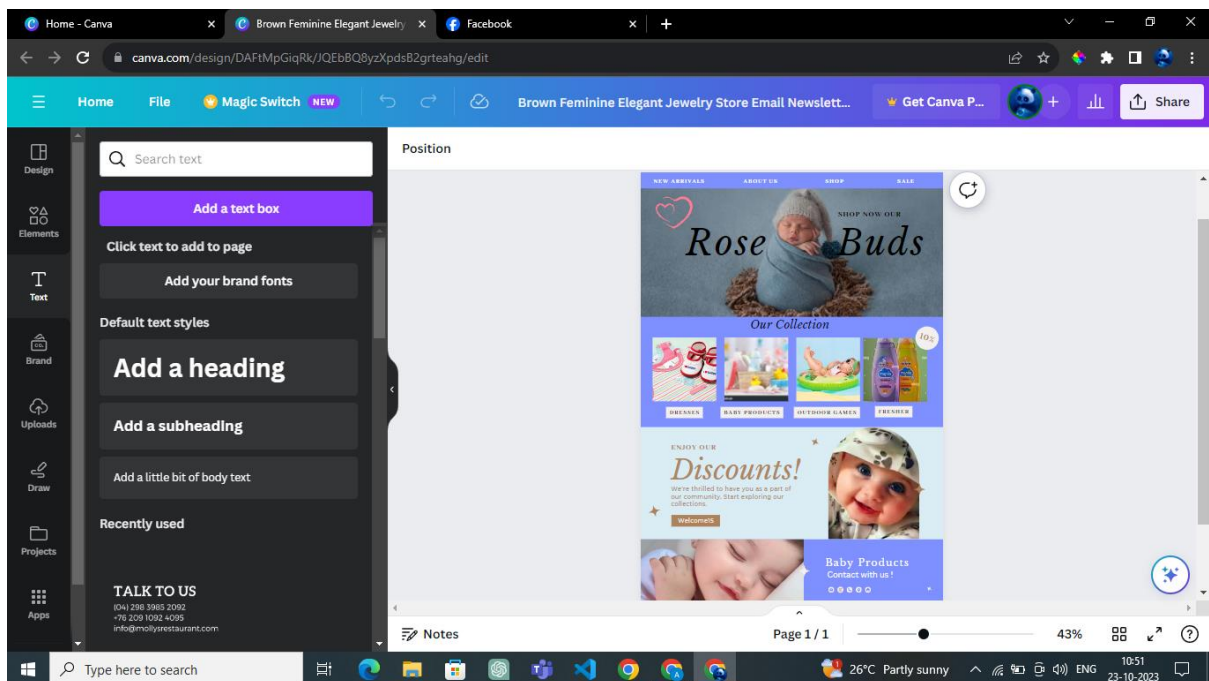 Home - Canva
Brown Feminine Elegant Jewelry
Facebook
canva.com/design/DAFtMpGiqRk/JQEbBQ8yzXpdsB2grteahg/edit
Home File Magic Switch NEW Brown Feminine Elegant Jewelry Store Email Newslett... Get Canva P... Share
Design
Elements
Text
Brand
Uploads
Draw
Projects
Apps
Search text
Add a text box
Click text to add to page
Add your brand fonts
Default text styles
Add a heading
Add a subheading
Add a little bit of body text
Recently used
TALK TO US
(04) 298 3985 2092
+76 209 1092 4095
info@mollysrestaurant.com
Position
NEW ARRIVALS ABOUT US SHOP SALE
SHOP NOW OUR
Rose Buds
Our Collection
10%
DRESSES BABY PRODUCTS OUTDOOR GAMES FRESHER
ENJOY OUR
Discounts!
We're thrilled to have you as a part of
our community. Start exploring our
collections.
Welcome15
Baby Products
Contact with us !
Notes Page 1 / 1 43%
Type here to search
26°C Partly sunny ENG 10:51
23-10-2023